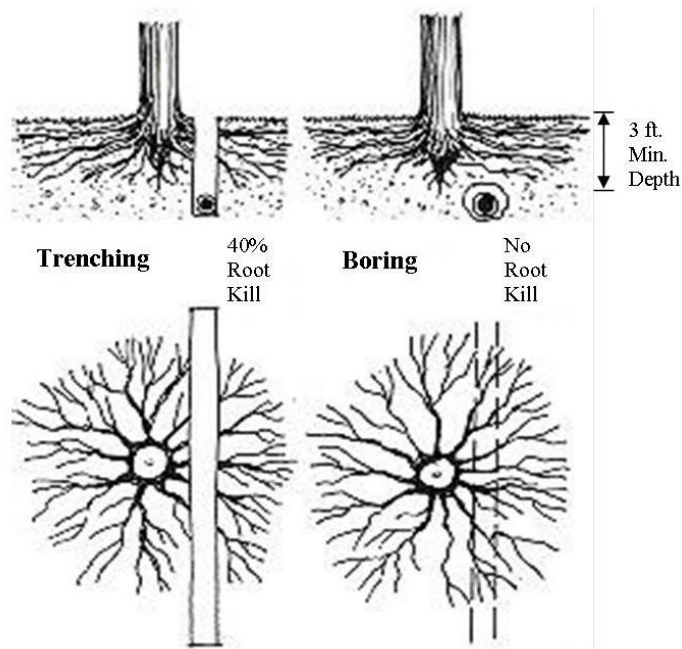 3 ft.
Min.
Depth
Trenching
40%
Root
Kill
Boring
No
Root
Kill